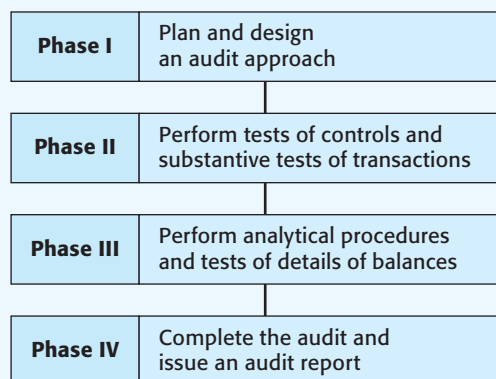 Phase I
Plan and design
an audit approach
Phase II
Perform tests of controls and
substantive tests of transactions
Phase III
Perform analytical procedures
and tests of details of balances
Phase IV
Complete the audit and
issue an audit report